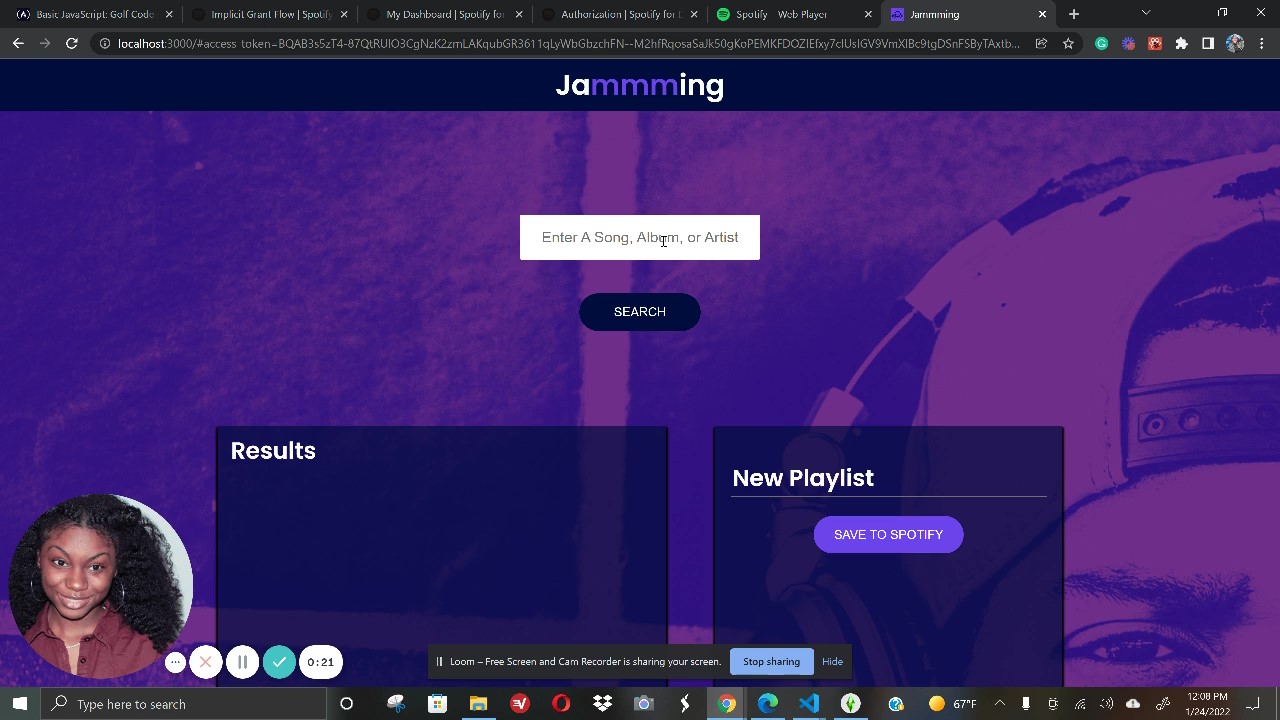 Basic JavaScript: Golf Code
Implicit Grant Flow | Spotify
My Dashboard | Spotify for
Authorization | Spotify for D
Spotify – Web Player
Jammming
localhost:3000/#access_token=
Jammming
Enter A Song, Album, or Artist
SEARCH
Results
New Playlist
SAVE TO SPOTIFY
0:21
Loom – Free Screen and Cam Recorder is sharing your screen.
Stop sharing
Hide
Type here to search
67°F
12:08 PM
1/24/2022